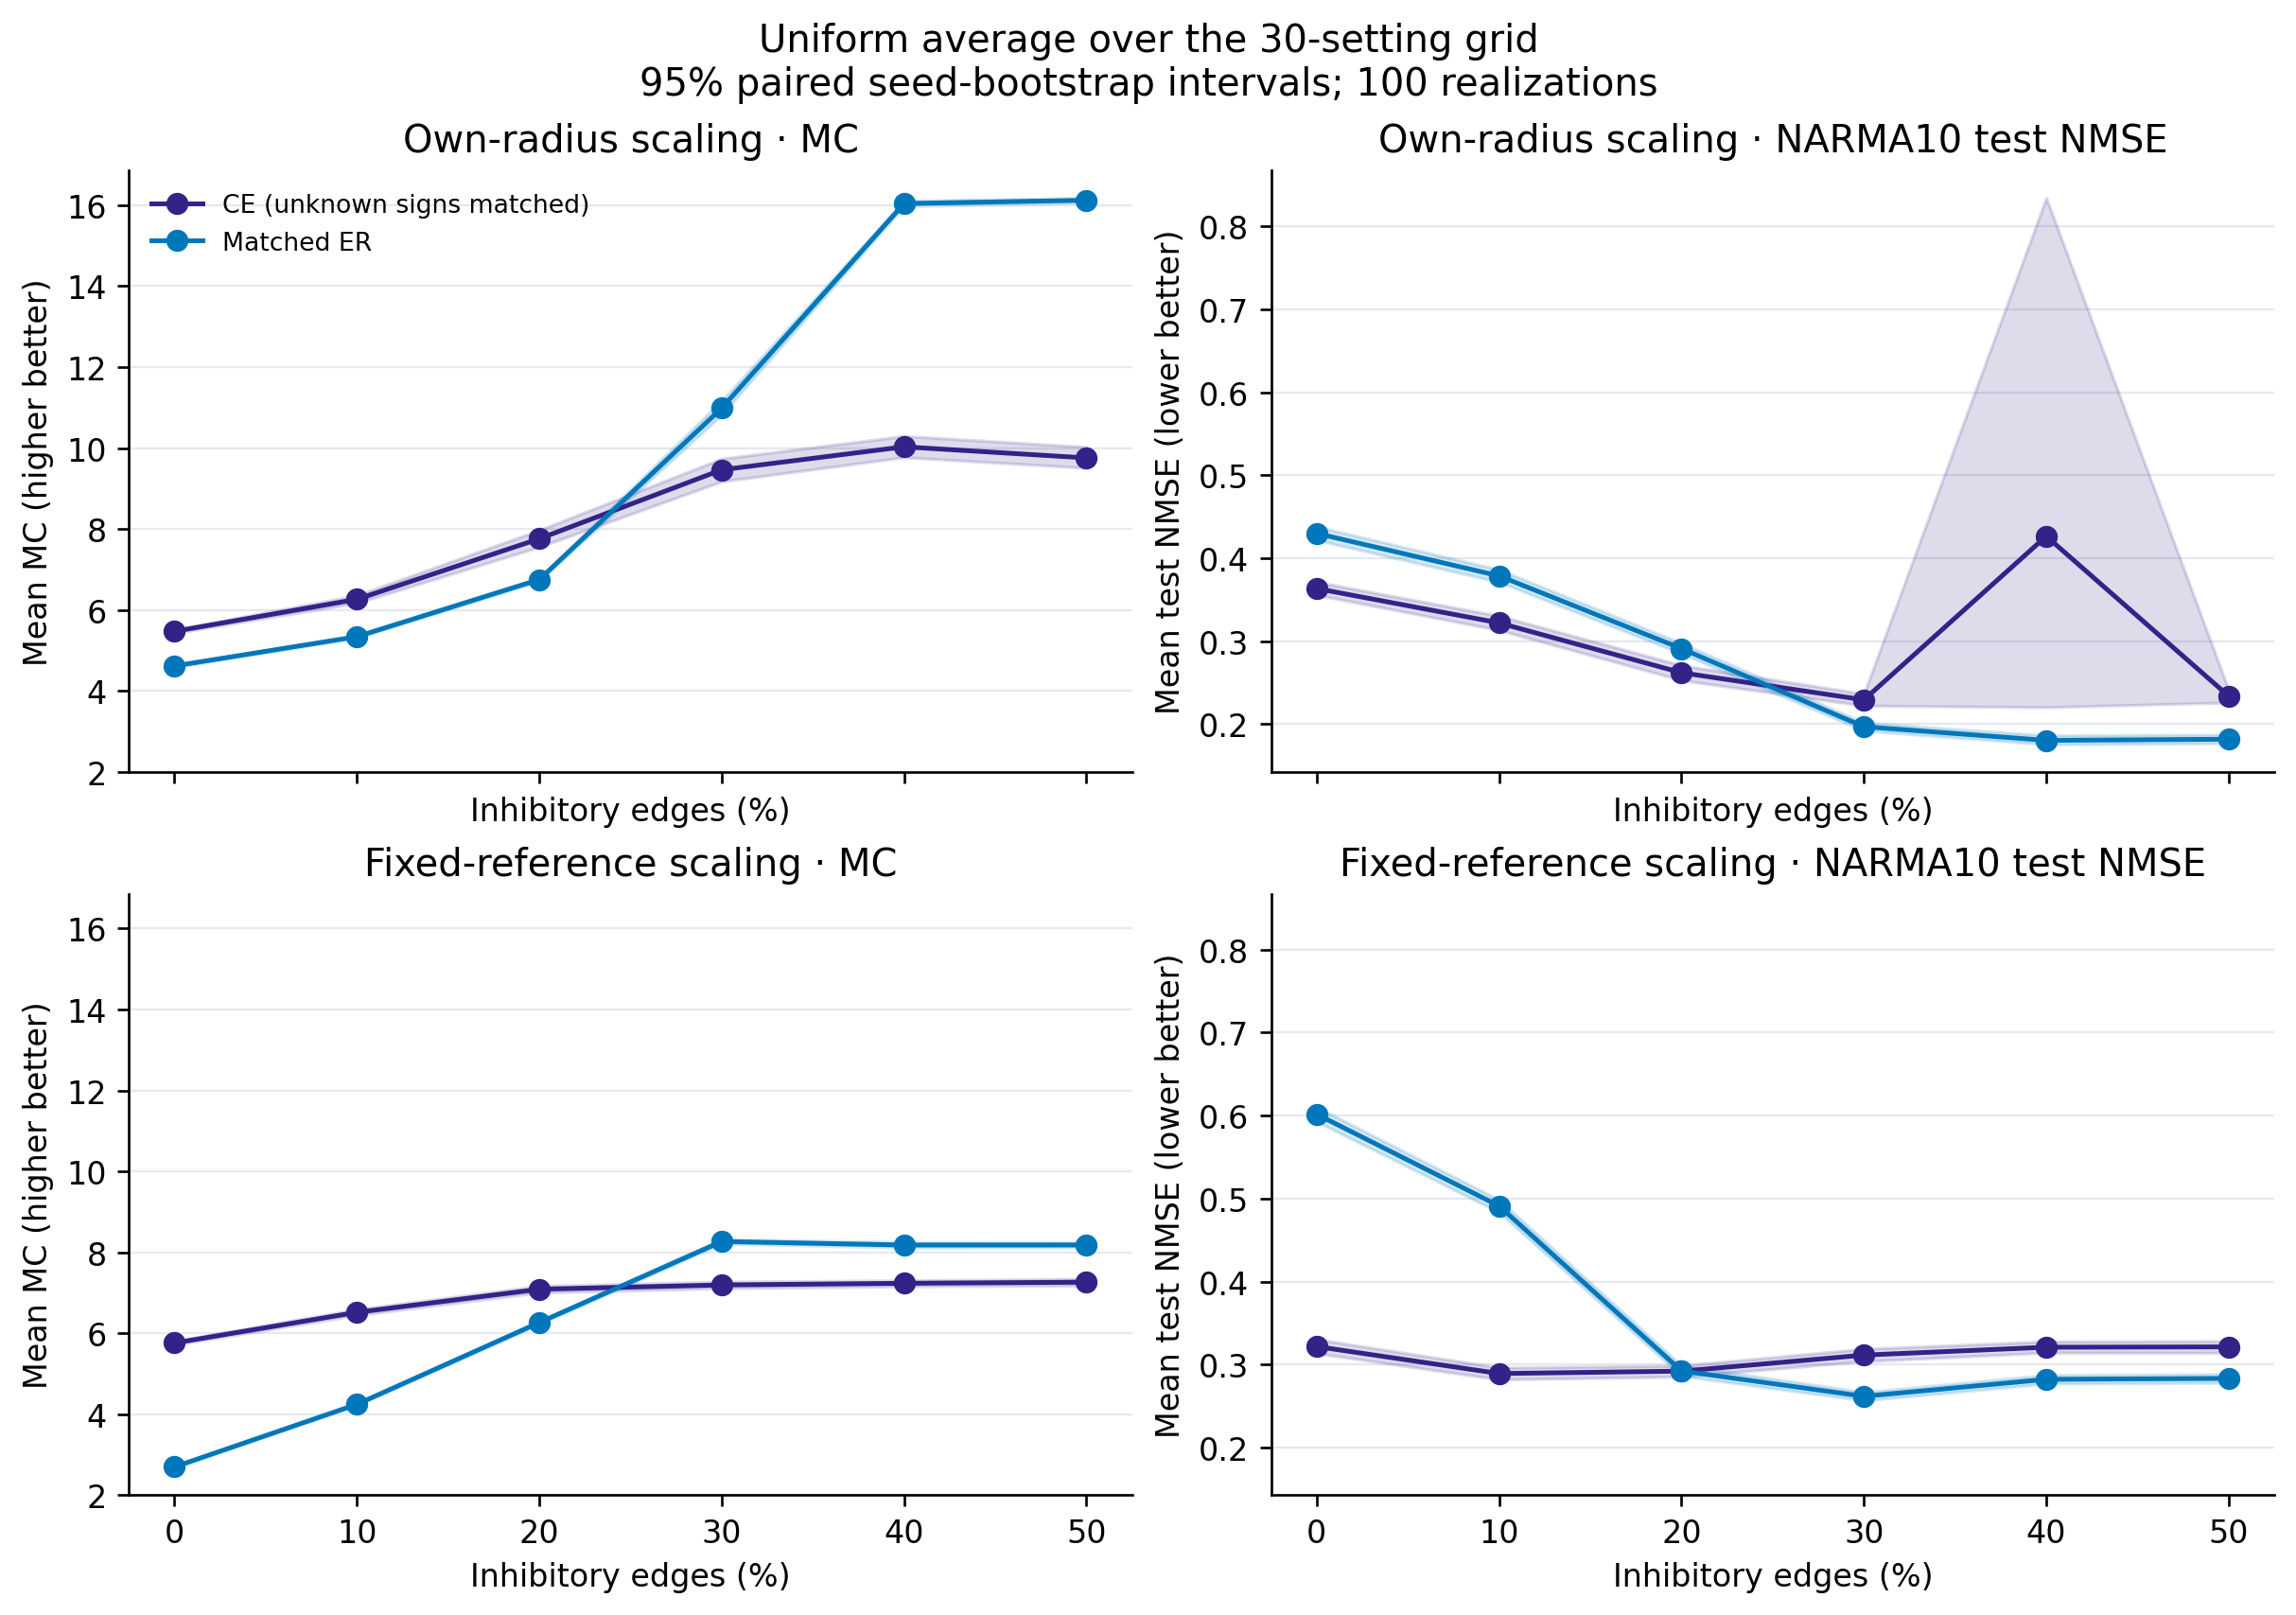 Uniform average over the 30-setting grid
95% paired seed-bootstrap intervals; 100 realizations
Own-radius scaling · MC
Mean MC (higher better)
16
14
12
10
8
6
4
2
CE (unknown signs matched)
Matched ER
Inhibitory edges (%)
Own-radius scaling · NARMA10 test NMSE
Mean test NMSE (lower better)
0.8
0.7
0.6
0.5
0.4
0.3
0.2
Inhibitory edges (%)
Fixed-reference scaling · MC
Mean MC (higher better)
16
14
12
10
8
6
4
2
0 10 20 30 40 50
Inhibitory edges (%)
Fixed-reference scaling · NARMA10 test NMSE
Mean test NMSE (lower better)
0.8
0.7
0.6
0.5
0.4
0.3
0.2
0 10 20 30 40 50
Inhibitory edges (%)